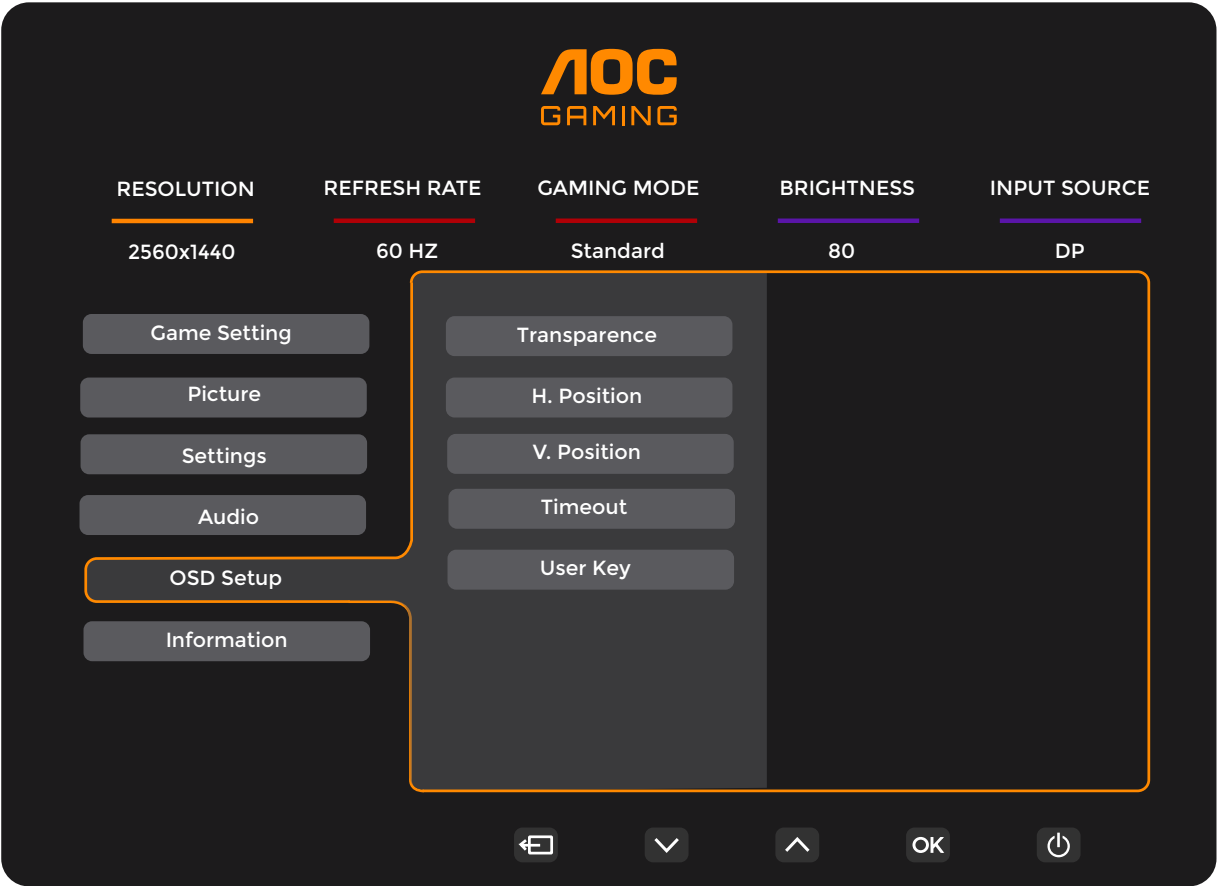 AOC
GAMING
RESOLUTION REFRESH RATE GAMING MODE BRIGHTNESS INPUT SOURCE
2560x1440 60 HZ Standard 80 DP
Game Setting
Picture
Settings
Audio
OSD Setup
Information
Transparence
H. Position
V. Position
Timeout
User Key
OK